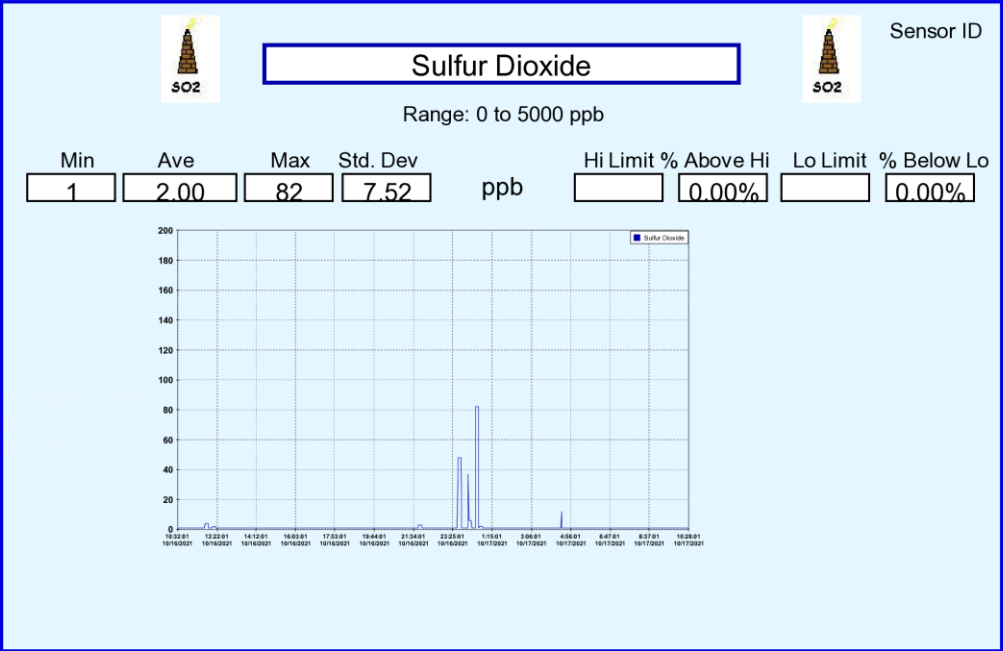 Sensor ID
SO2
Sulfur Dioxide
SO2
Range: 0 to 5000 ppb
Min Ave Max Std. Dev Hi Limit % Above Hi Lo Limit % Below Lo
1 2.00 82 7.52 ppb 0.00% 0.00%
Sulfur Dioxide
200
180
160
140
120
100
80
60
40
20
0
10:32:01 12:22:01 14:12:01 16:03:01 17:53:01 19:44:01 21:34:01 23:25:01 1:15:01 3:06:01 4:56:01 6:47:01 8:37:01 10:28:01
10/16/2021 10/16/2021 10/16/2021 10/16/2021 10/16/2021 10/16/2021 10/16/2021 10/16/2021 10/17/2021 10/17/2021 10/17/2021 10/17/2021 10/17/2021 10/17/2021